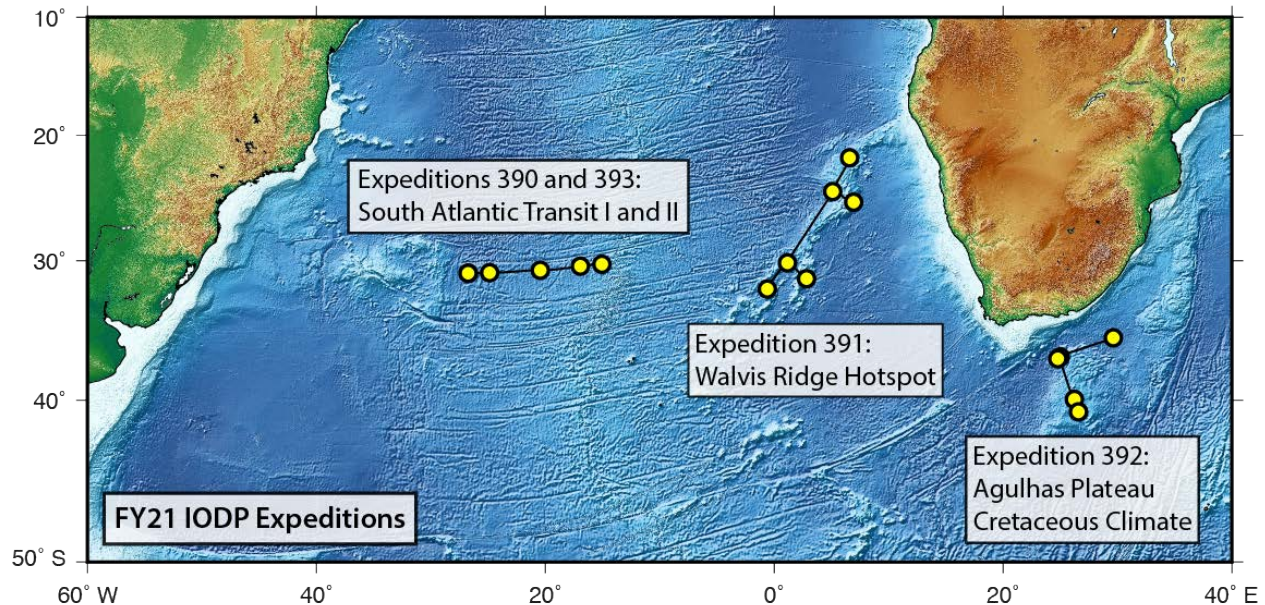 10°
20°
30°
40°
50° S
Expeditions 390 and 393:
South Atlantic Transit I and II
Expedition 391:
Walvis Ridge Hotspot
Expedition 392:
Agulhas Plateau
Cretaceous Climate
FY21 IODP Expeditions
60° W
40°
20°
0°
20°
40° E